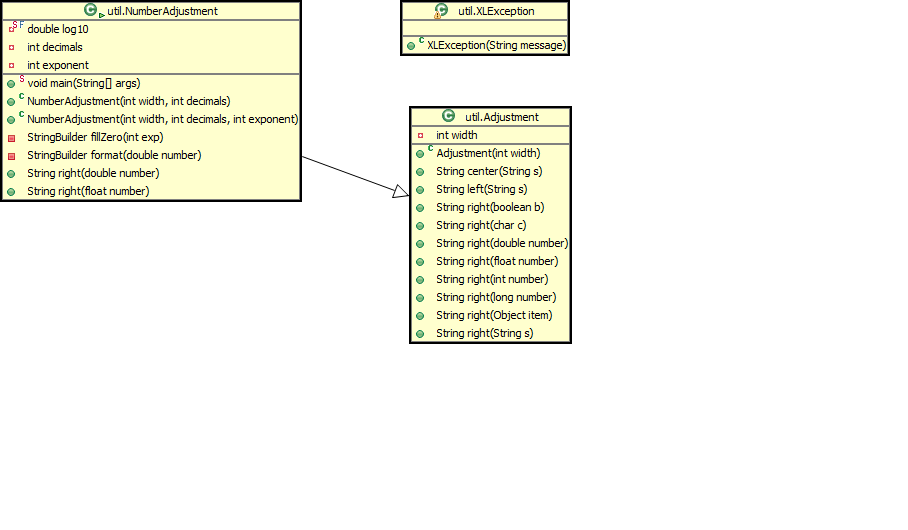 util.NumberAdjustment
double log10
int decimals
int exponent
void main(String[] args)
NumberAdjustment(int width, int decimals)
NumberAdjustment(int width, int decimals, int exponent)
StringBuilder fillZero(int exp)
StringBuilder format(double number)
String right(double number)
String right(float number)
util.XLException
XLException(String message)
util.Adjustment
int width
Adjustment(int width)
String center(String s)
String left(String s)
String right(boolean b)
String right(char c)
String right(double number)
String right(float number)
String right(int number)
String right(long number)
String right(Object item)
String right(String s)